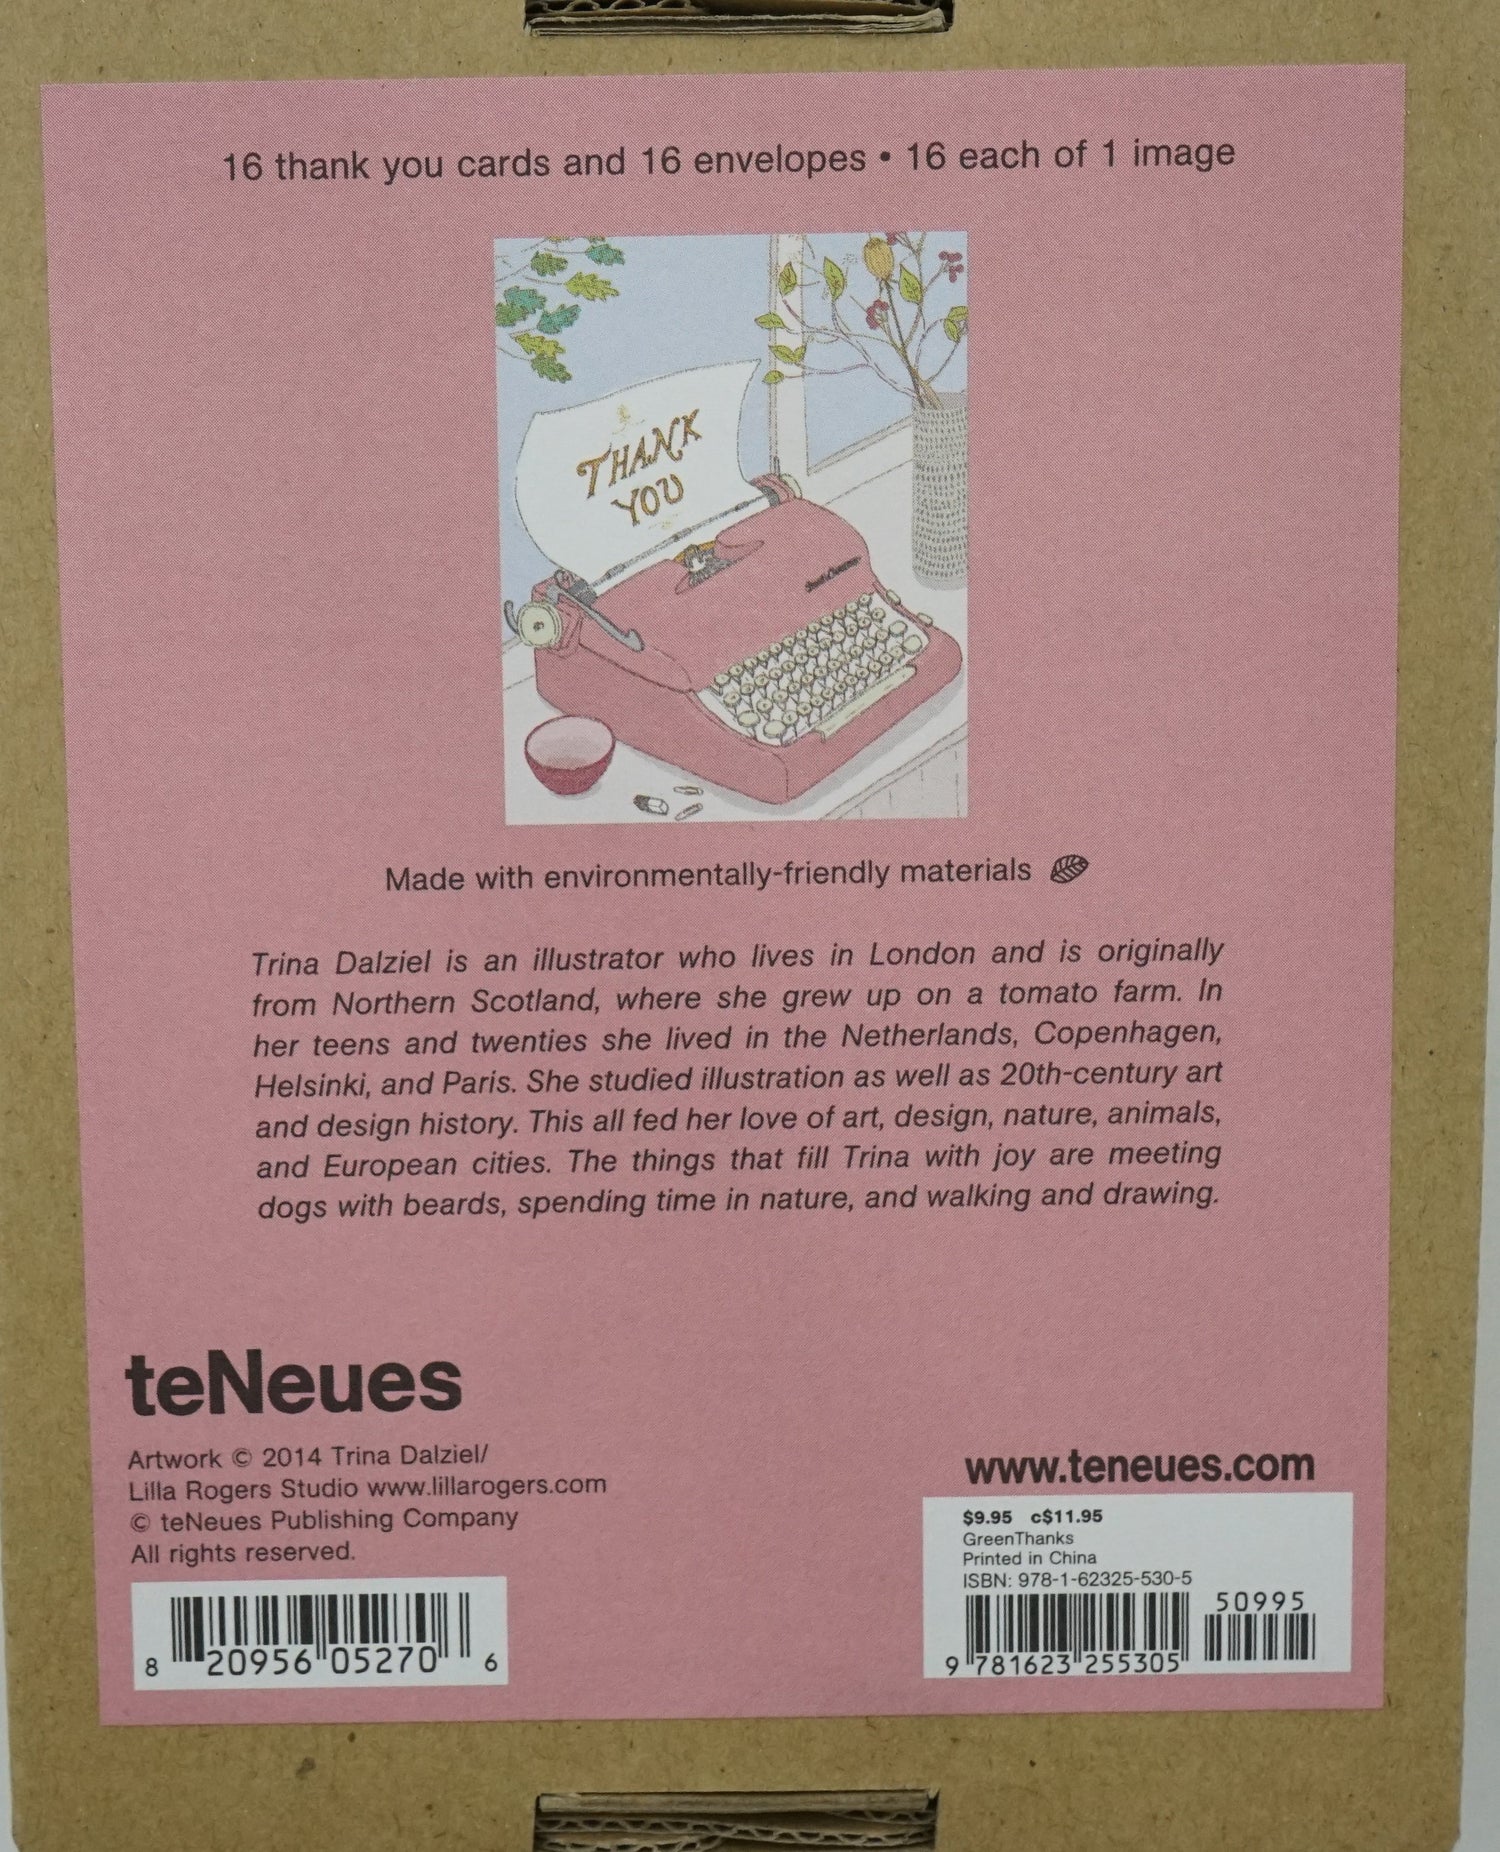 16 thank you cards and 16 envelopes • 16 each of 1 image
THANK
YOU
Made with environmentally-friendly materials
Trina Dalziel is an illustrator who lives in London and is originally
from Northern Scotland, where she grew up on a tomato farm. In
her teens and twenties she lived in the Netherlands, Copenhagen,
Helsinki, and Paris. She studied illustration as well as 20th-century art
and design history. This all fed her love of art, design, nature, animals,
and European cities. The things that fill Trina with joy are meeting
dogs with beards, spending time in nature, and walking and drawing.
teNeues
Artwork © 2014 Trina Dalziel/
Lilla Rogers Studio www.lillarogers.com
© teNeues Publishing Company
All rights reserved.
8 20956 05270 6
www.teneues.com
$9.95 c$11.95
GreenThanks
Printed in China
ISBN: 978-1-62325-530-5
50995
9 781623 255305